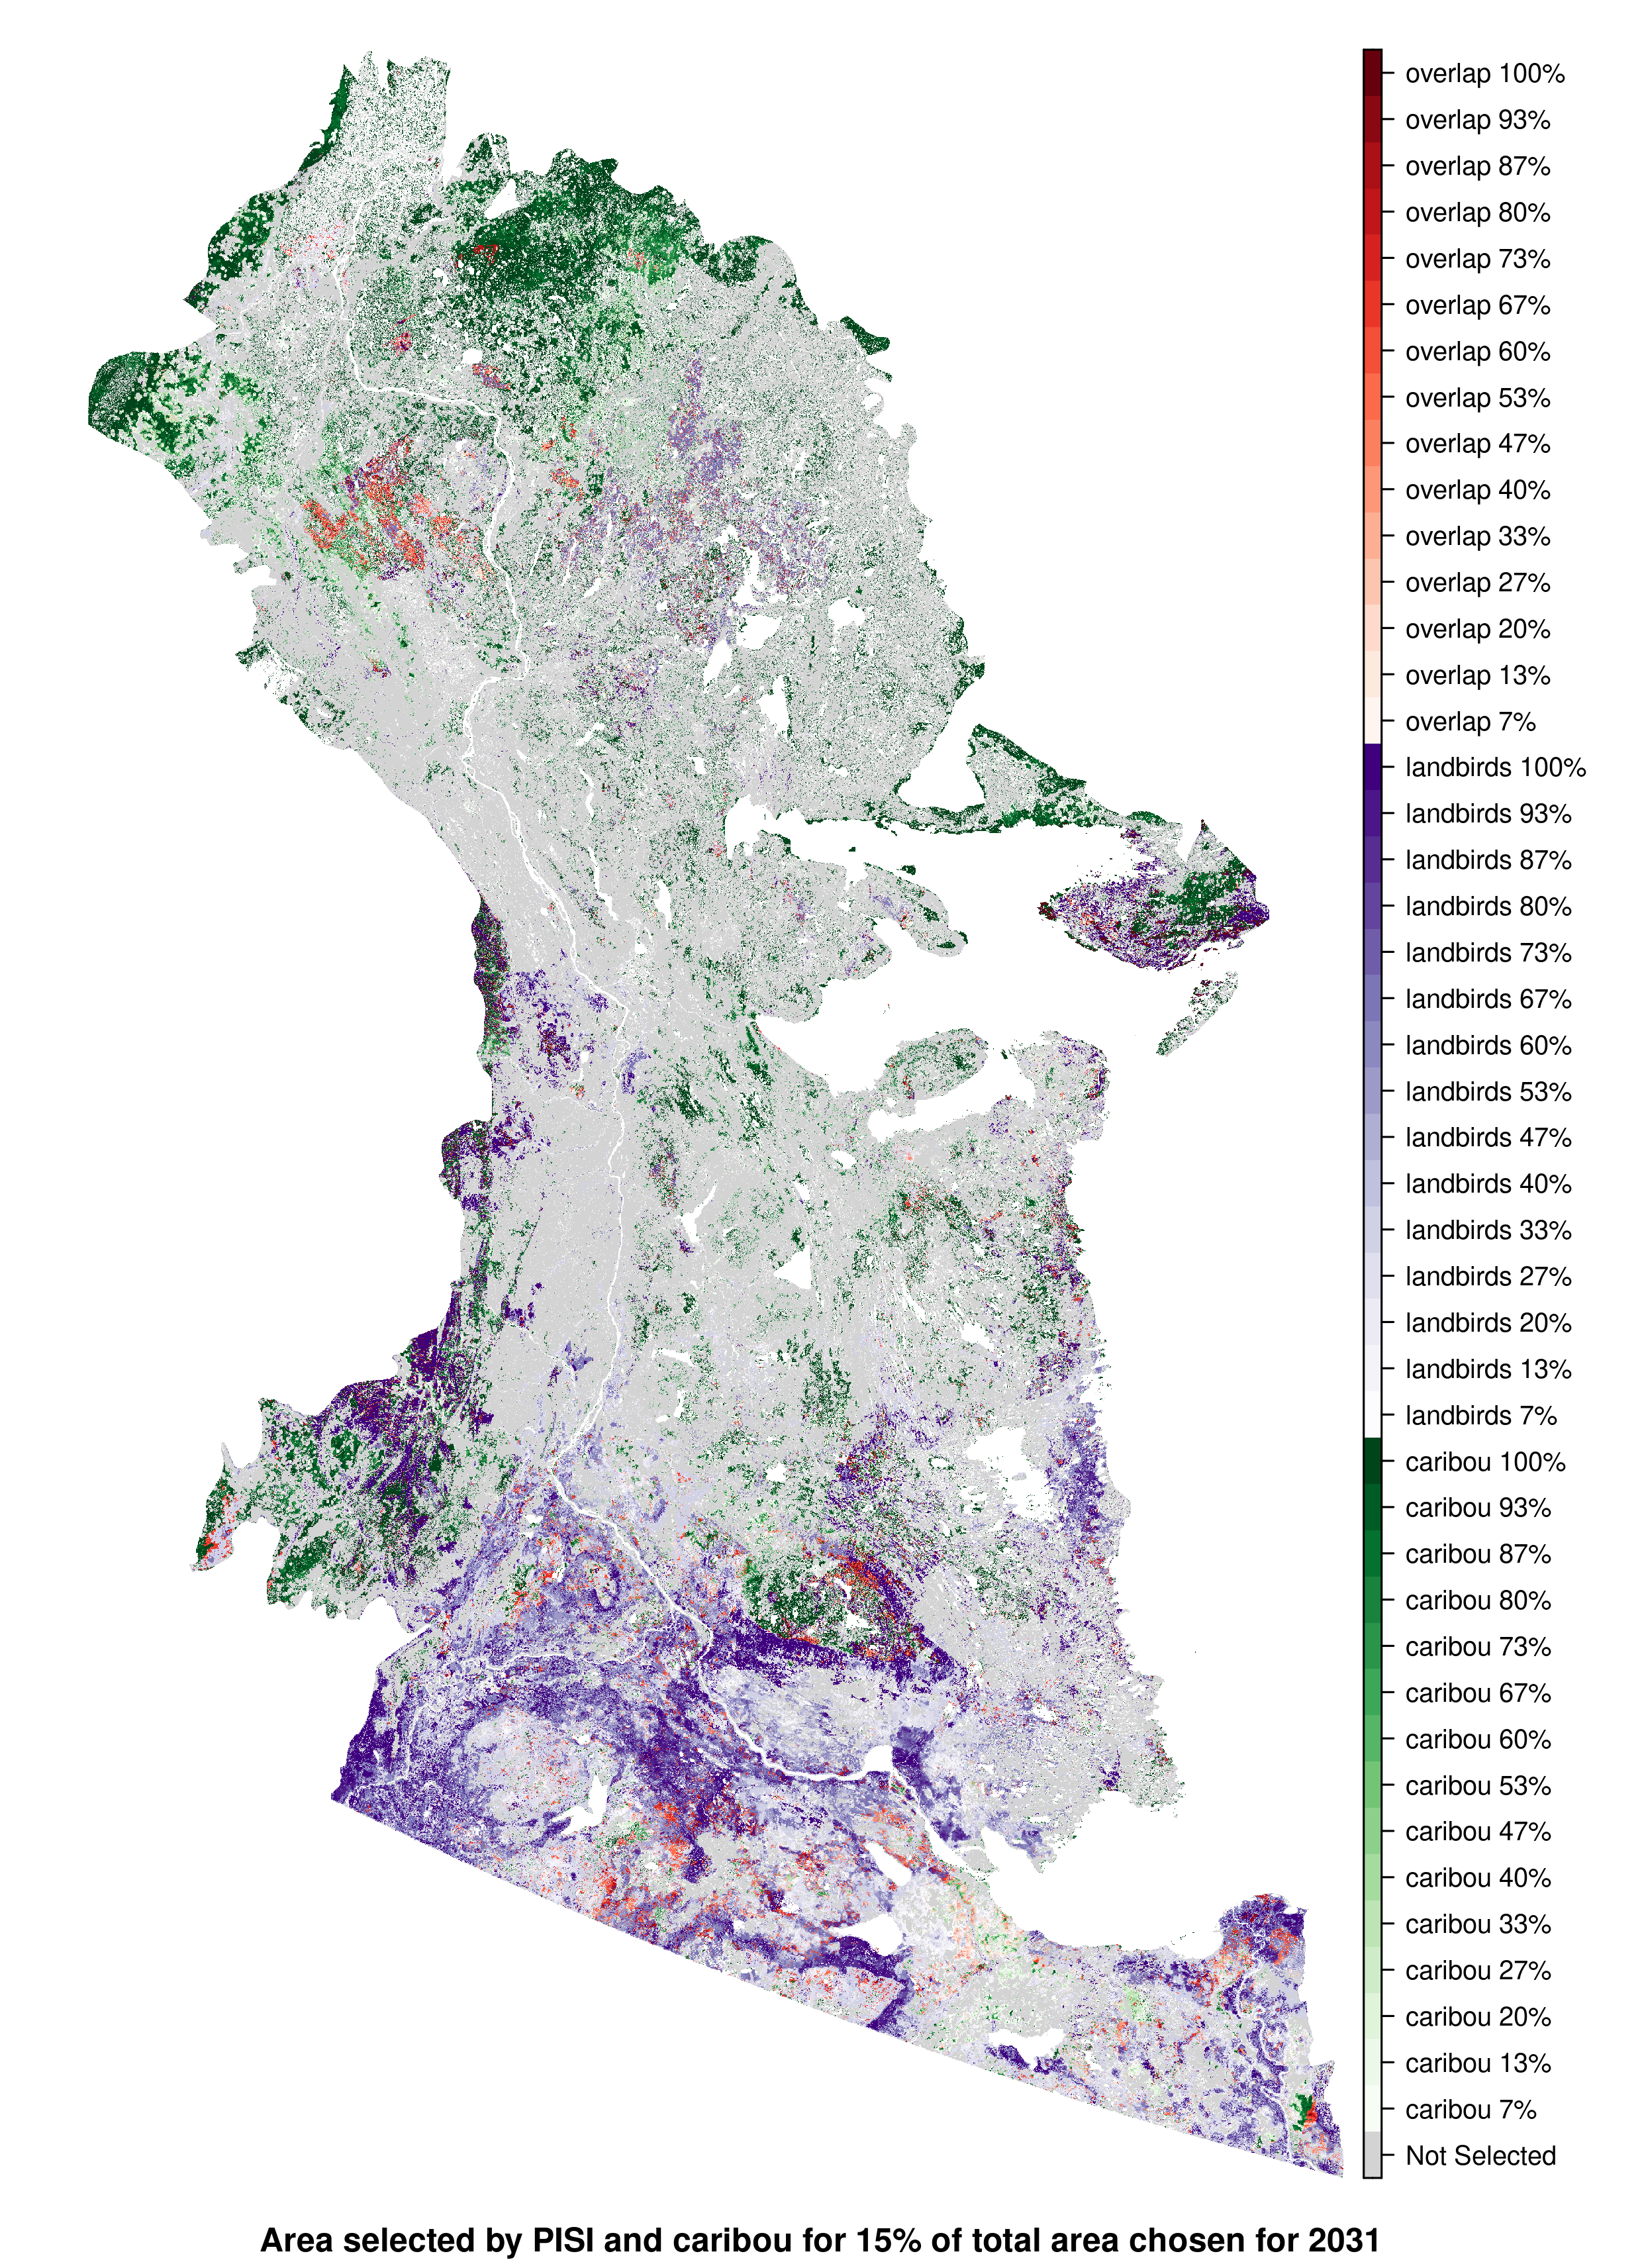 overlap 100%
overlap 93%
overlap 87%
overlap 80%
overlap 73%
overlap 67%
overlap 60%
overlap 53%
overlap 47%
overlap 40%
overlap 33%
overlap 27%
overlap 20%
overlap 13%
overlap 7%
landbirds 100%
landbirds 93%
landbirds 87%
landbirds 80%
landbirds 73%
landbirds 67%
landbirds 60%
landbirds 53%
landbirds 47%
landbirds 40%
landbirds 33%
landbirds 27%
landbirds 20%
landbirds 13%
landbirds 7%
caribou 100%
caribou 93%
caribou 87%
caribou 80%
caribou 73%
caribou 67%
caribou 60%
caribou 53%
caribou 47%
caribou 40%
caribou 33%
caribou 27%
caribou 20%
caribou 13%
caribou 7%
Not Selected
Area selected by PISI and caribou for 15% of total area chosen for 2031